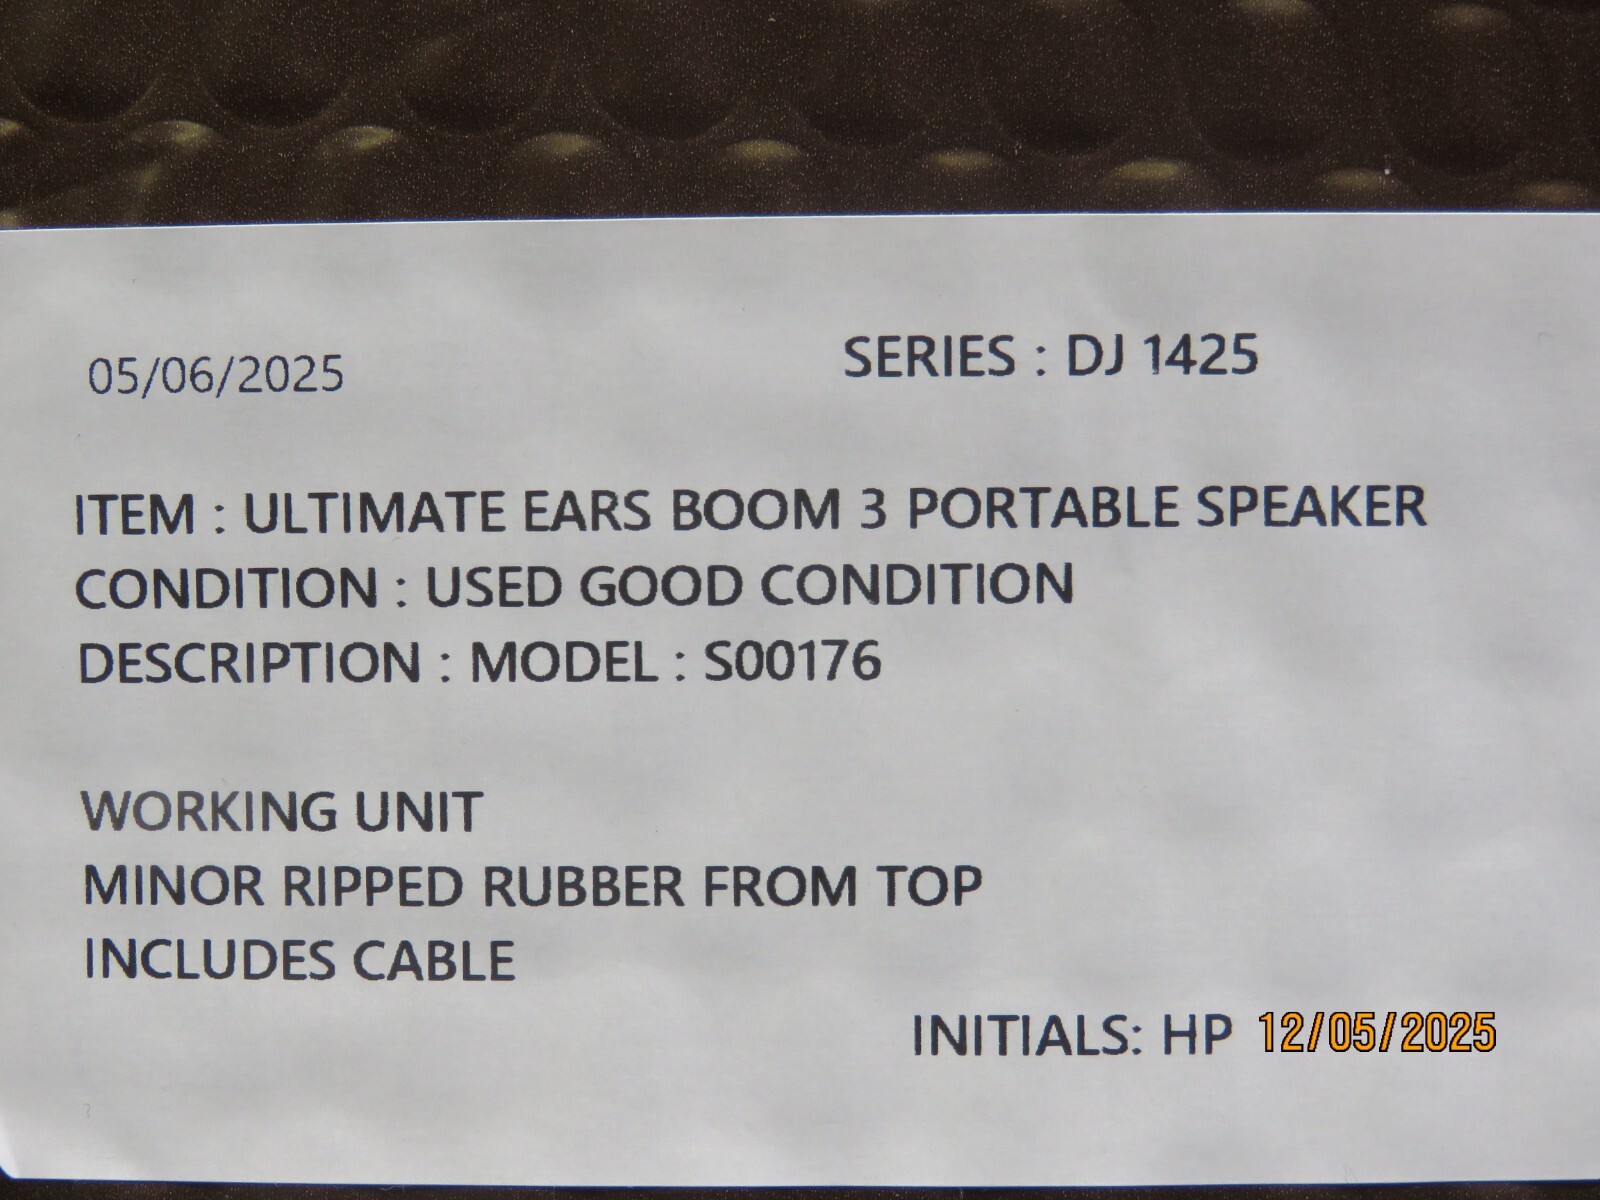 05/06/2025
SERIES : DJ 1425
ITEM : ULTIMATE EARS BOOM 3 PORTABLE SPEAKER
CONDITION : USED GOOD CONDITION
DESCRIPTION : MODEL : S00176
WORKING UNIT
MINOR RIPPED RUBBER FROM TOP
INCLUDES CABLE
INITIALS: HP
12/05/2025